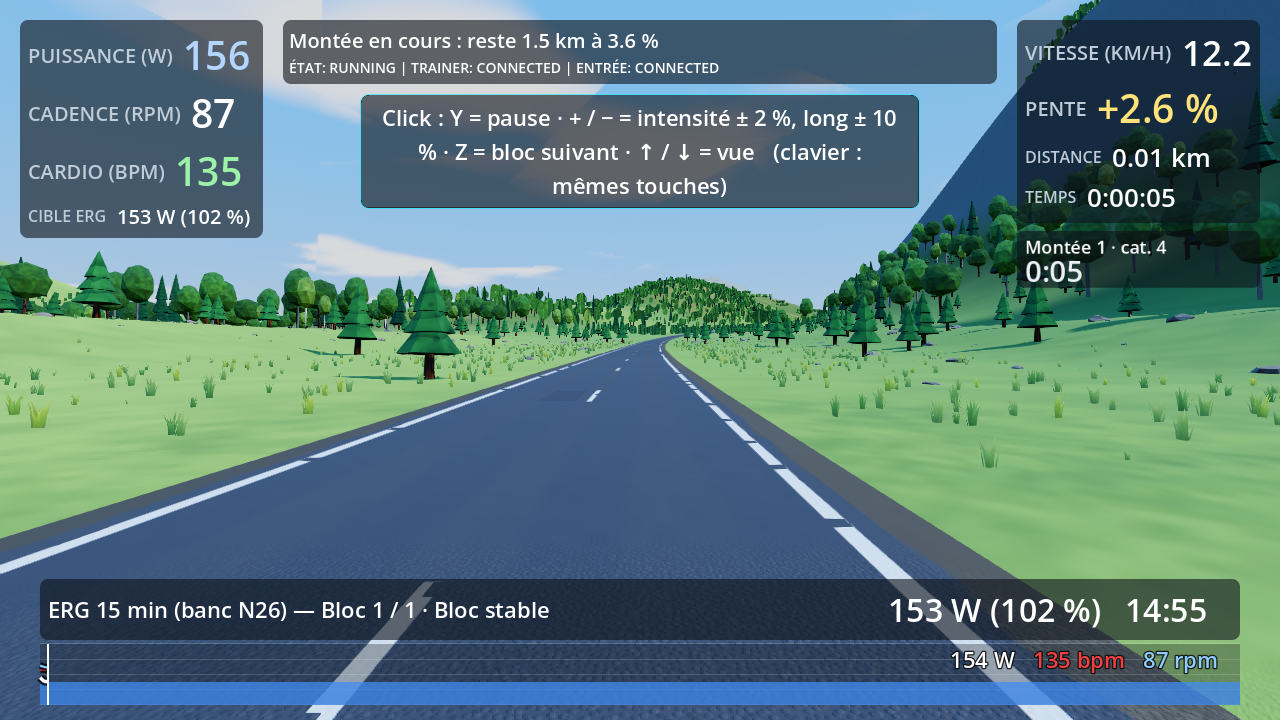 PUISSANCE (W) 156
CADENCE (RPM) 87
CARDIO (BPM) 135
CIBLE ERG 153 W (102 %)
Montée en cours : reste 1.5 km à 3.6 %
ÉTAT: RUNNING | TRAINER: CONNECTED | ENTRÉE: CONNECTED
Click : Y = pause · + / − = intensité ± 2 %, long ± 10
% · Z = bloc suivant · ↑ / ↓ = vue (clavier :
mêmes touches)
VITESSE (KM/H) 12.2
PENTE +2.6 %
DISTANCE 0.01 km
TEMPS 0:00:05
Montée 1 · cat. 4
0:05
ERG 15 min (banc N26) — Bloc 1 / 1 · Bloc stable
153 W (102 %) 14:55
154 W 135 bpm 87 rpm